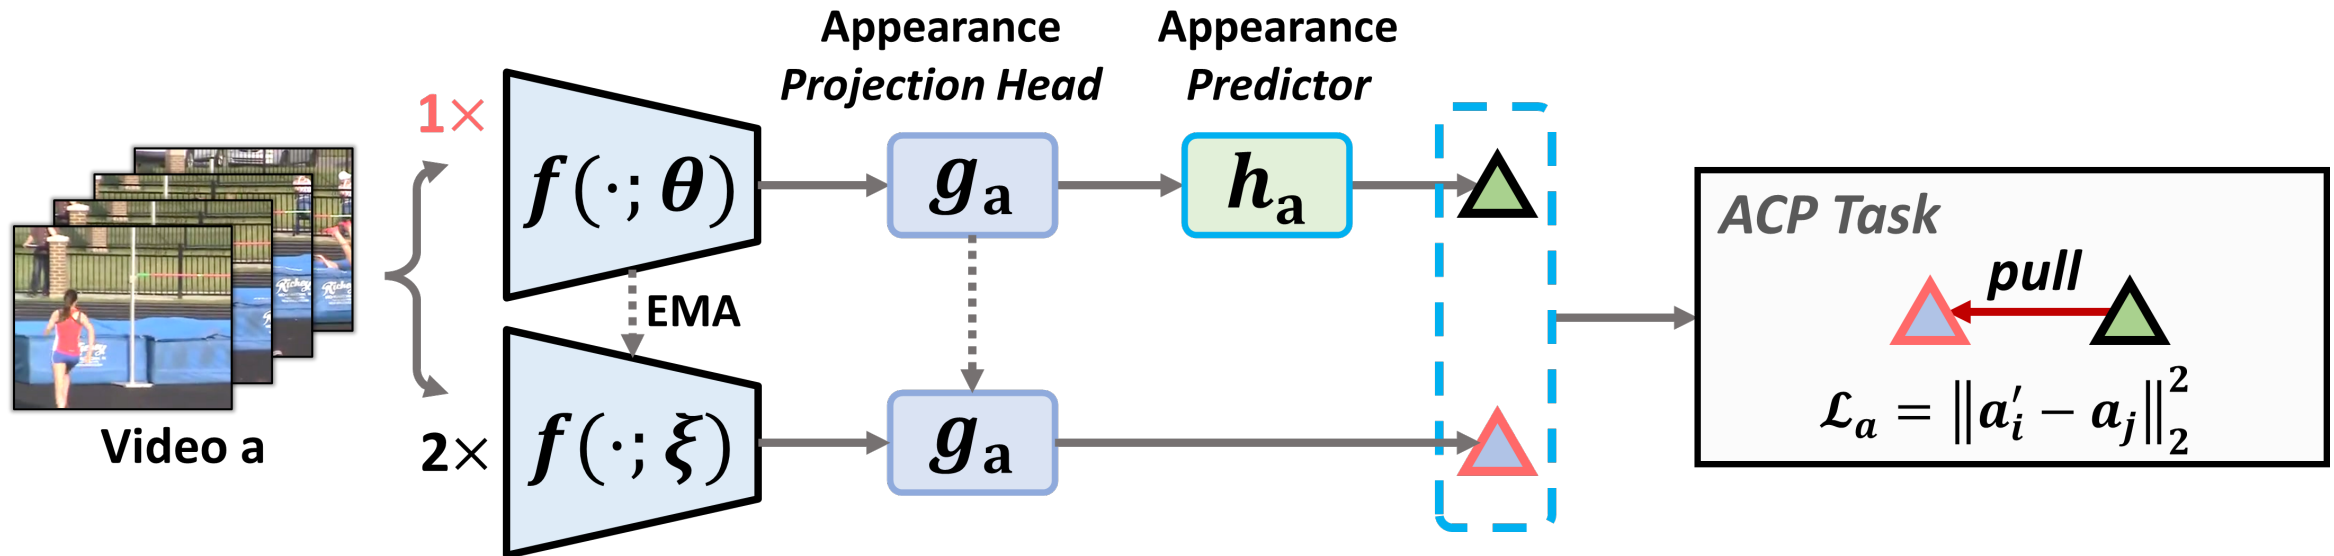 Appearance
Projection Head
Appearance
Predictor
1×
f(·; θ)
g_a
h_a
EMA
2×
f(·; ξ)
g_a
Video a
ACP Task
pull
ℒ_a = ‖a′_i − a_j‖²₂